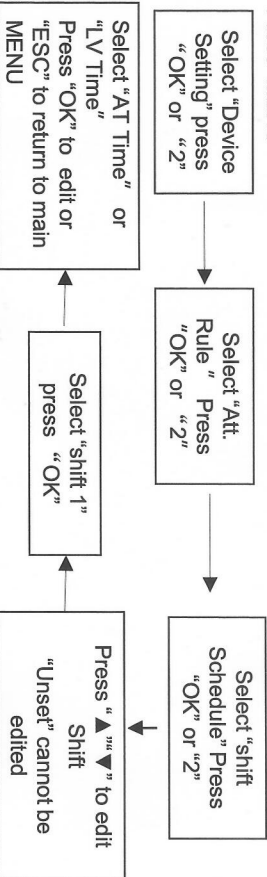 Select “Device
Setting” press
“OK” or “2”
Select “Att.
Rule ” Press
“OK” or “2”
Select “shift
Schedule” Press
“OK” or “2”
Press “▲”“▼” to edit
Shift
“Unset” cannot be
edited
Select “shift 1”
press “OK”
Select “AT Time” or
“LV Time”
Press “OK” to edit or
“ESC” to return to main
MENU